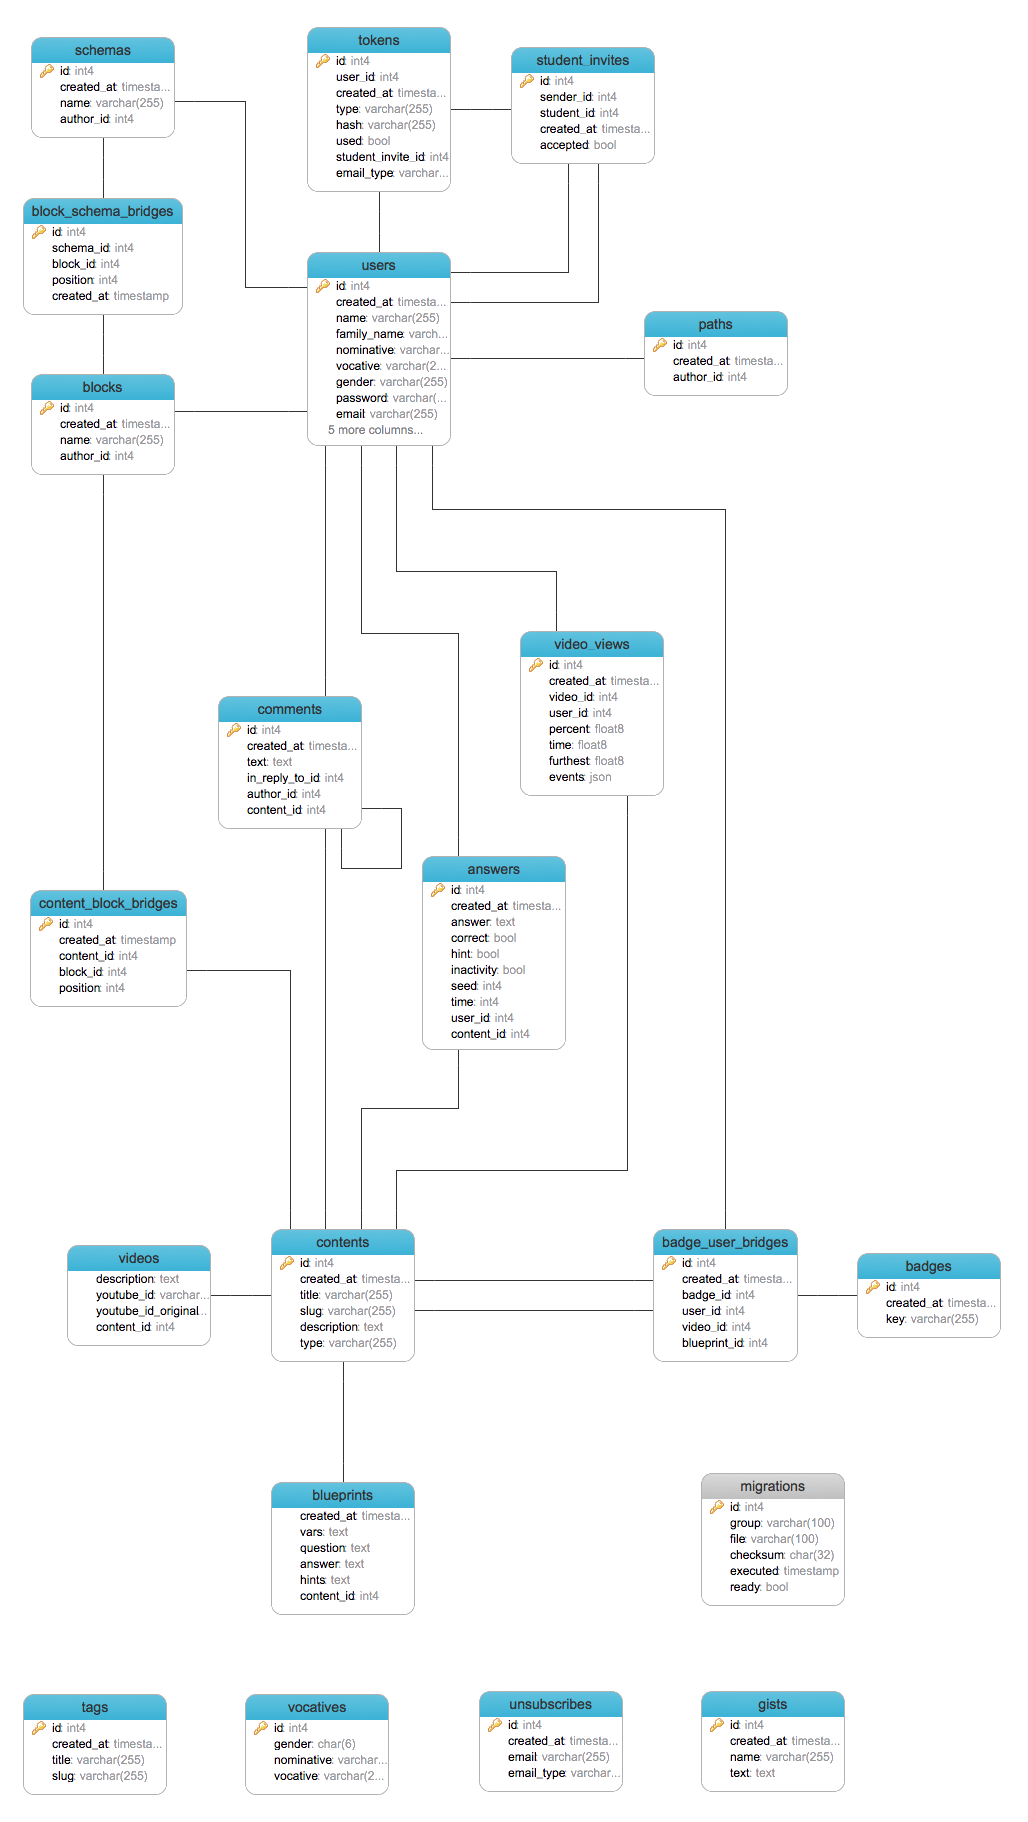 schemas
id: int4
created_at: timesta...
name: varchar(255)
author_id: int4
tokens
id: int4
user_id: int4
created_at: timesta...
type: varchar(255)
hash: varchar(255)
used: bool
student_invite_id: int4
email_type: varchar...
student_invites
id: int4
sender_id: int4
student_id: int4
created_at: timesta...
accepted: bool
block_schema_bridges
id: int4
schema_id: int4
block_id: int4
position: int4
created_at: timestamp
users
id: int4
created_at: timesta...
name: varchar(255)
family_name: varch...
nominative: varchar...
vocative: varchar(2...
gender: varchar(255)
password: varchar(...
email: varchar(255)
5 more columns...
paths
id: int4
created_at: timesta...
author_id: int4
blocks
id: int4
created_at: timesta...
name: varchar(255)
author_id: int4
video_views
id: int4
created_at: timesta...
video_id: int4
user_id: int4
percent: float8
time: float8
furthest: float8
events: json
comments
id: int4
created_at: timesta...
text: text
in_reply_to_id: int4
author_id: int4
content_id: int4
answers
id: int4
created_at: timesta...
answer: text
correct: bool
hint: bool
inactivity: bool
seed: int4
time: int4
user_id: int4
content_id: int4
content_block_bridges
id: int4
created_at: timestamp
content_id: int4
block_id: int4
position: int4
videos
description: text
youtube_id: varchar...
youtube_id_original...
content_id: int4
contents
id: int4
created_at: timesta...
title: varchar(255)
slug: varchar(255)
description: text
type: varchar(255)
badge_user_bridges
id: int4
created_at: timesta...
badge_id: int4
user_id: int4
video_id: int4
blueprint_id: int4
badges
id: int4
created_at: timesta...
key: varchar(255)
blueprints
created_at: timesta...
vars: text
question: text
answer: text
hints: text
content_id: int4
migrations
id: int4
group: varchar(100)
file: varchar(100)
checksum: char(32)
executed: timestamp
ready: bool
tags
id: int4
created_at: timesta...
title: varchar(255)
slug: varchar(255)
vocatives
id: int4
gender: char(6)
nominative: varchar...
vocative: varchar(2...
unsubscribes
id: int4
created_at: timesta...
email: varchar(255)
email_type: varchar...
gists
id: int4
created_at: timesta...
name: varchar(255)
text: text